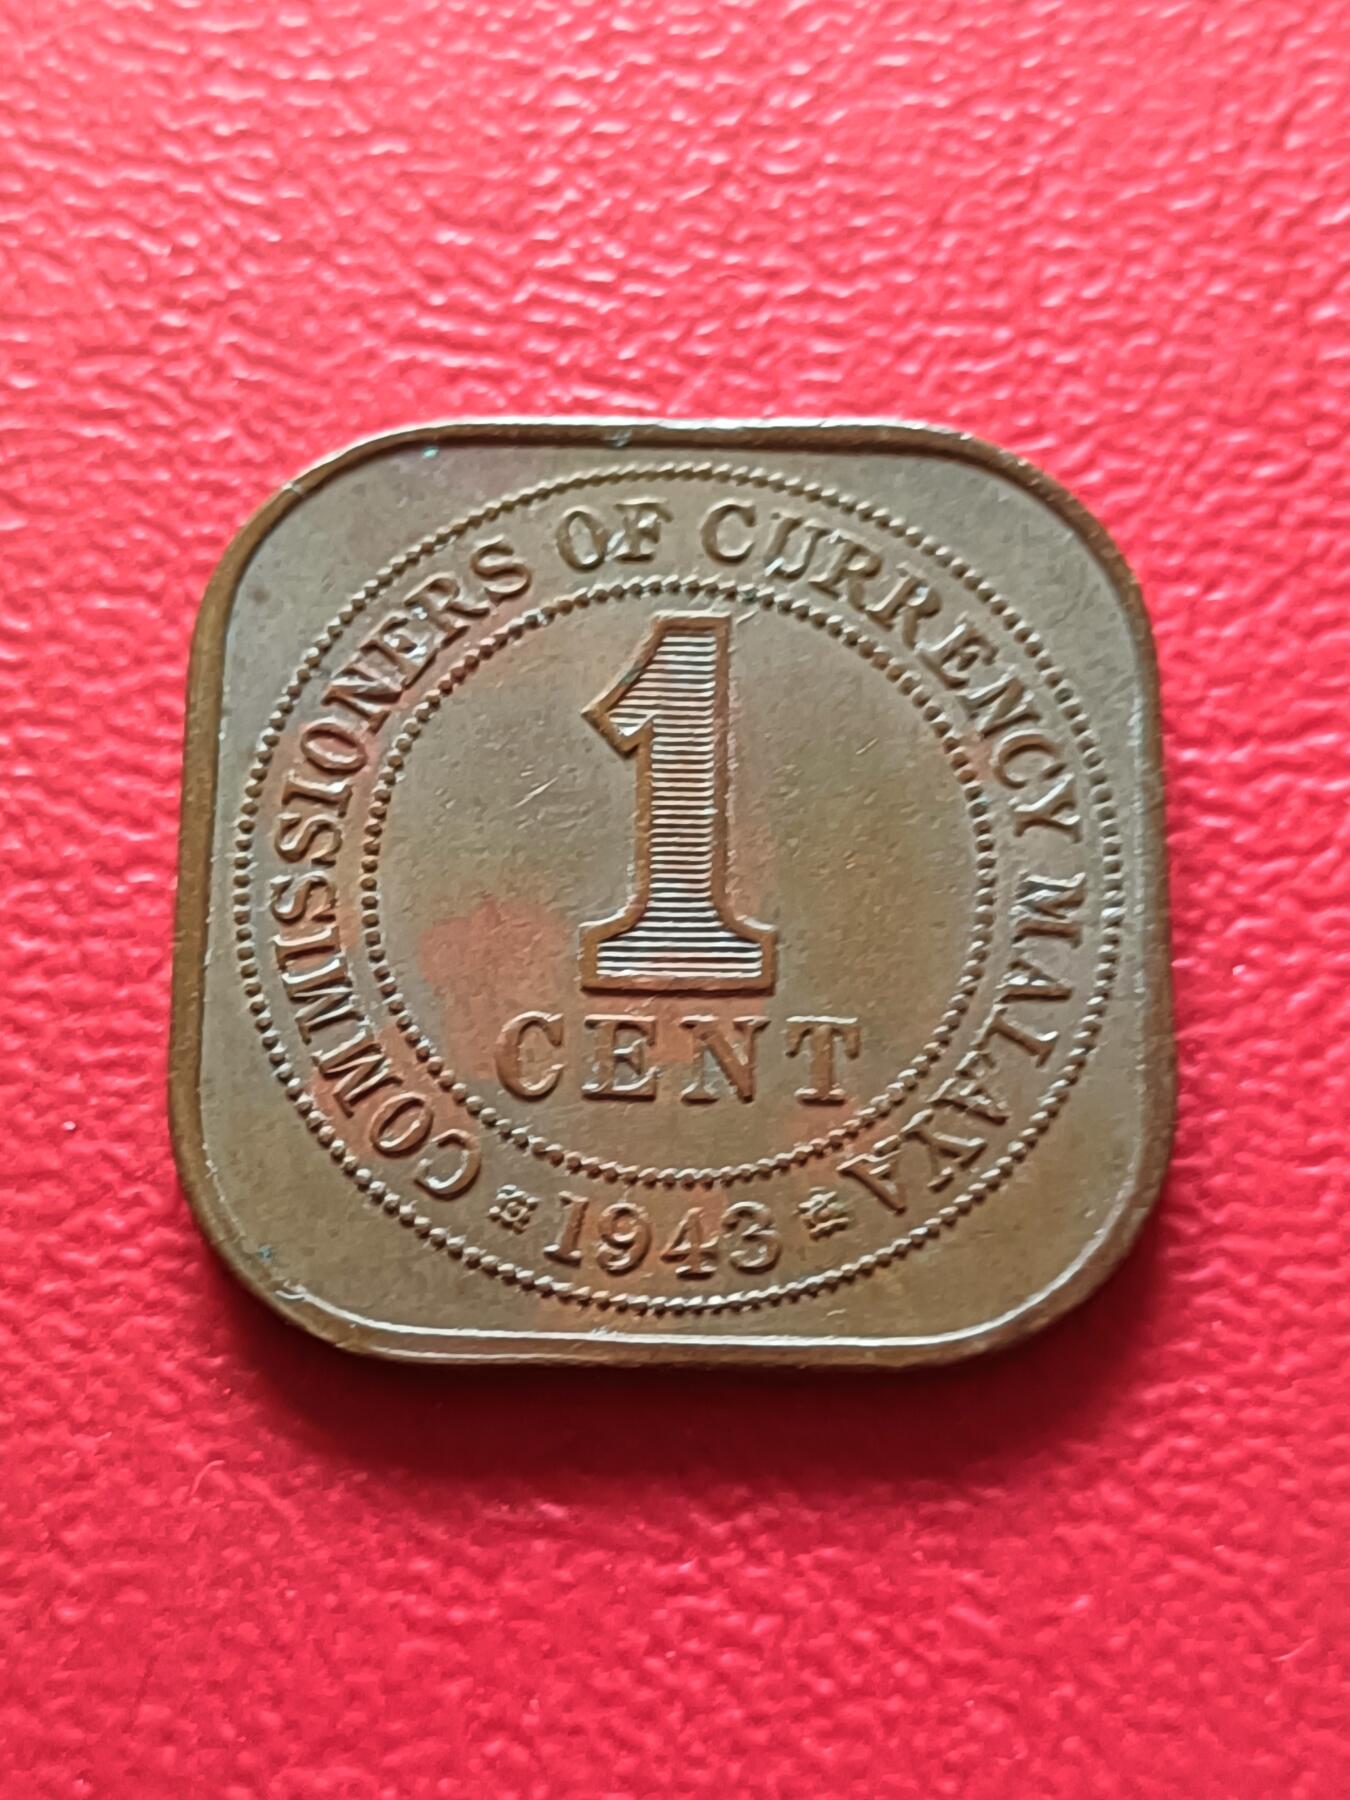 COMMISSIONERS OF CURRENCY MALAYA
1
CENT
1943